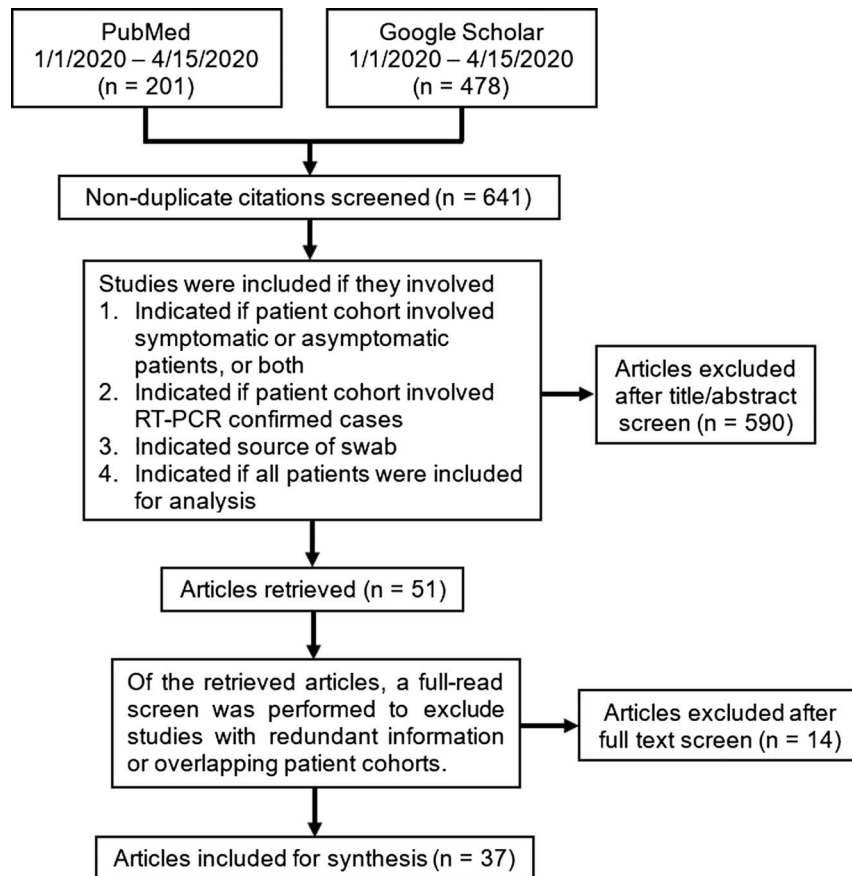 PubMed
1/1/2020 – 4/15/2020
(n = 201)
Google Scholar
1/1/2020 – 4/15/2020
(n = 478)
Non-duplicate citations screened (n = 641)
Studies were included if they involved
1. Indicated if patient cohort involved
symptomatic or asymptomatic
patients, or both
2. Indicated if patient cohort involved
RT-PCR confirmed cases
3. Indicated source of swab
4. Indicated if all patients were included
for analysis
Articles excluded
after title/abstract
screen (n = 590)
Articles retrieved (n = 51)
Of the retrieved articles, a full-read
screen was performed to exclude
studies with redundant information
or overlapping patient cohorts.
Articles excluded after
full text screen (n = 14)
Articles included for synthesis (n = 37)